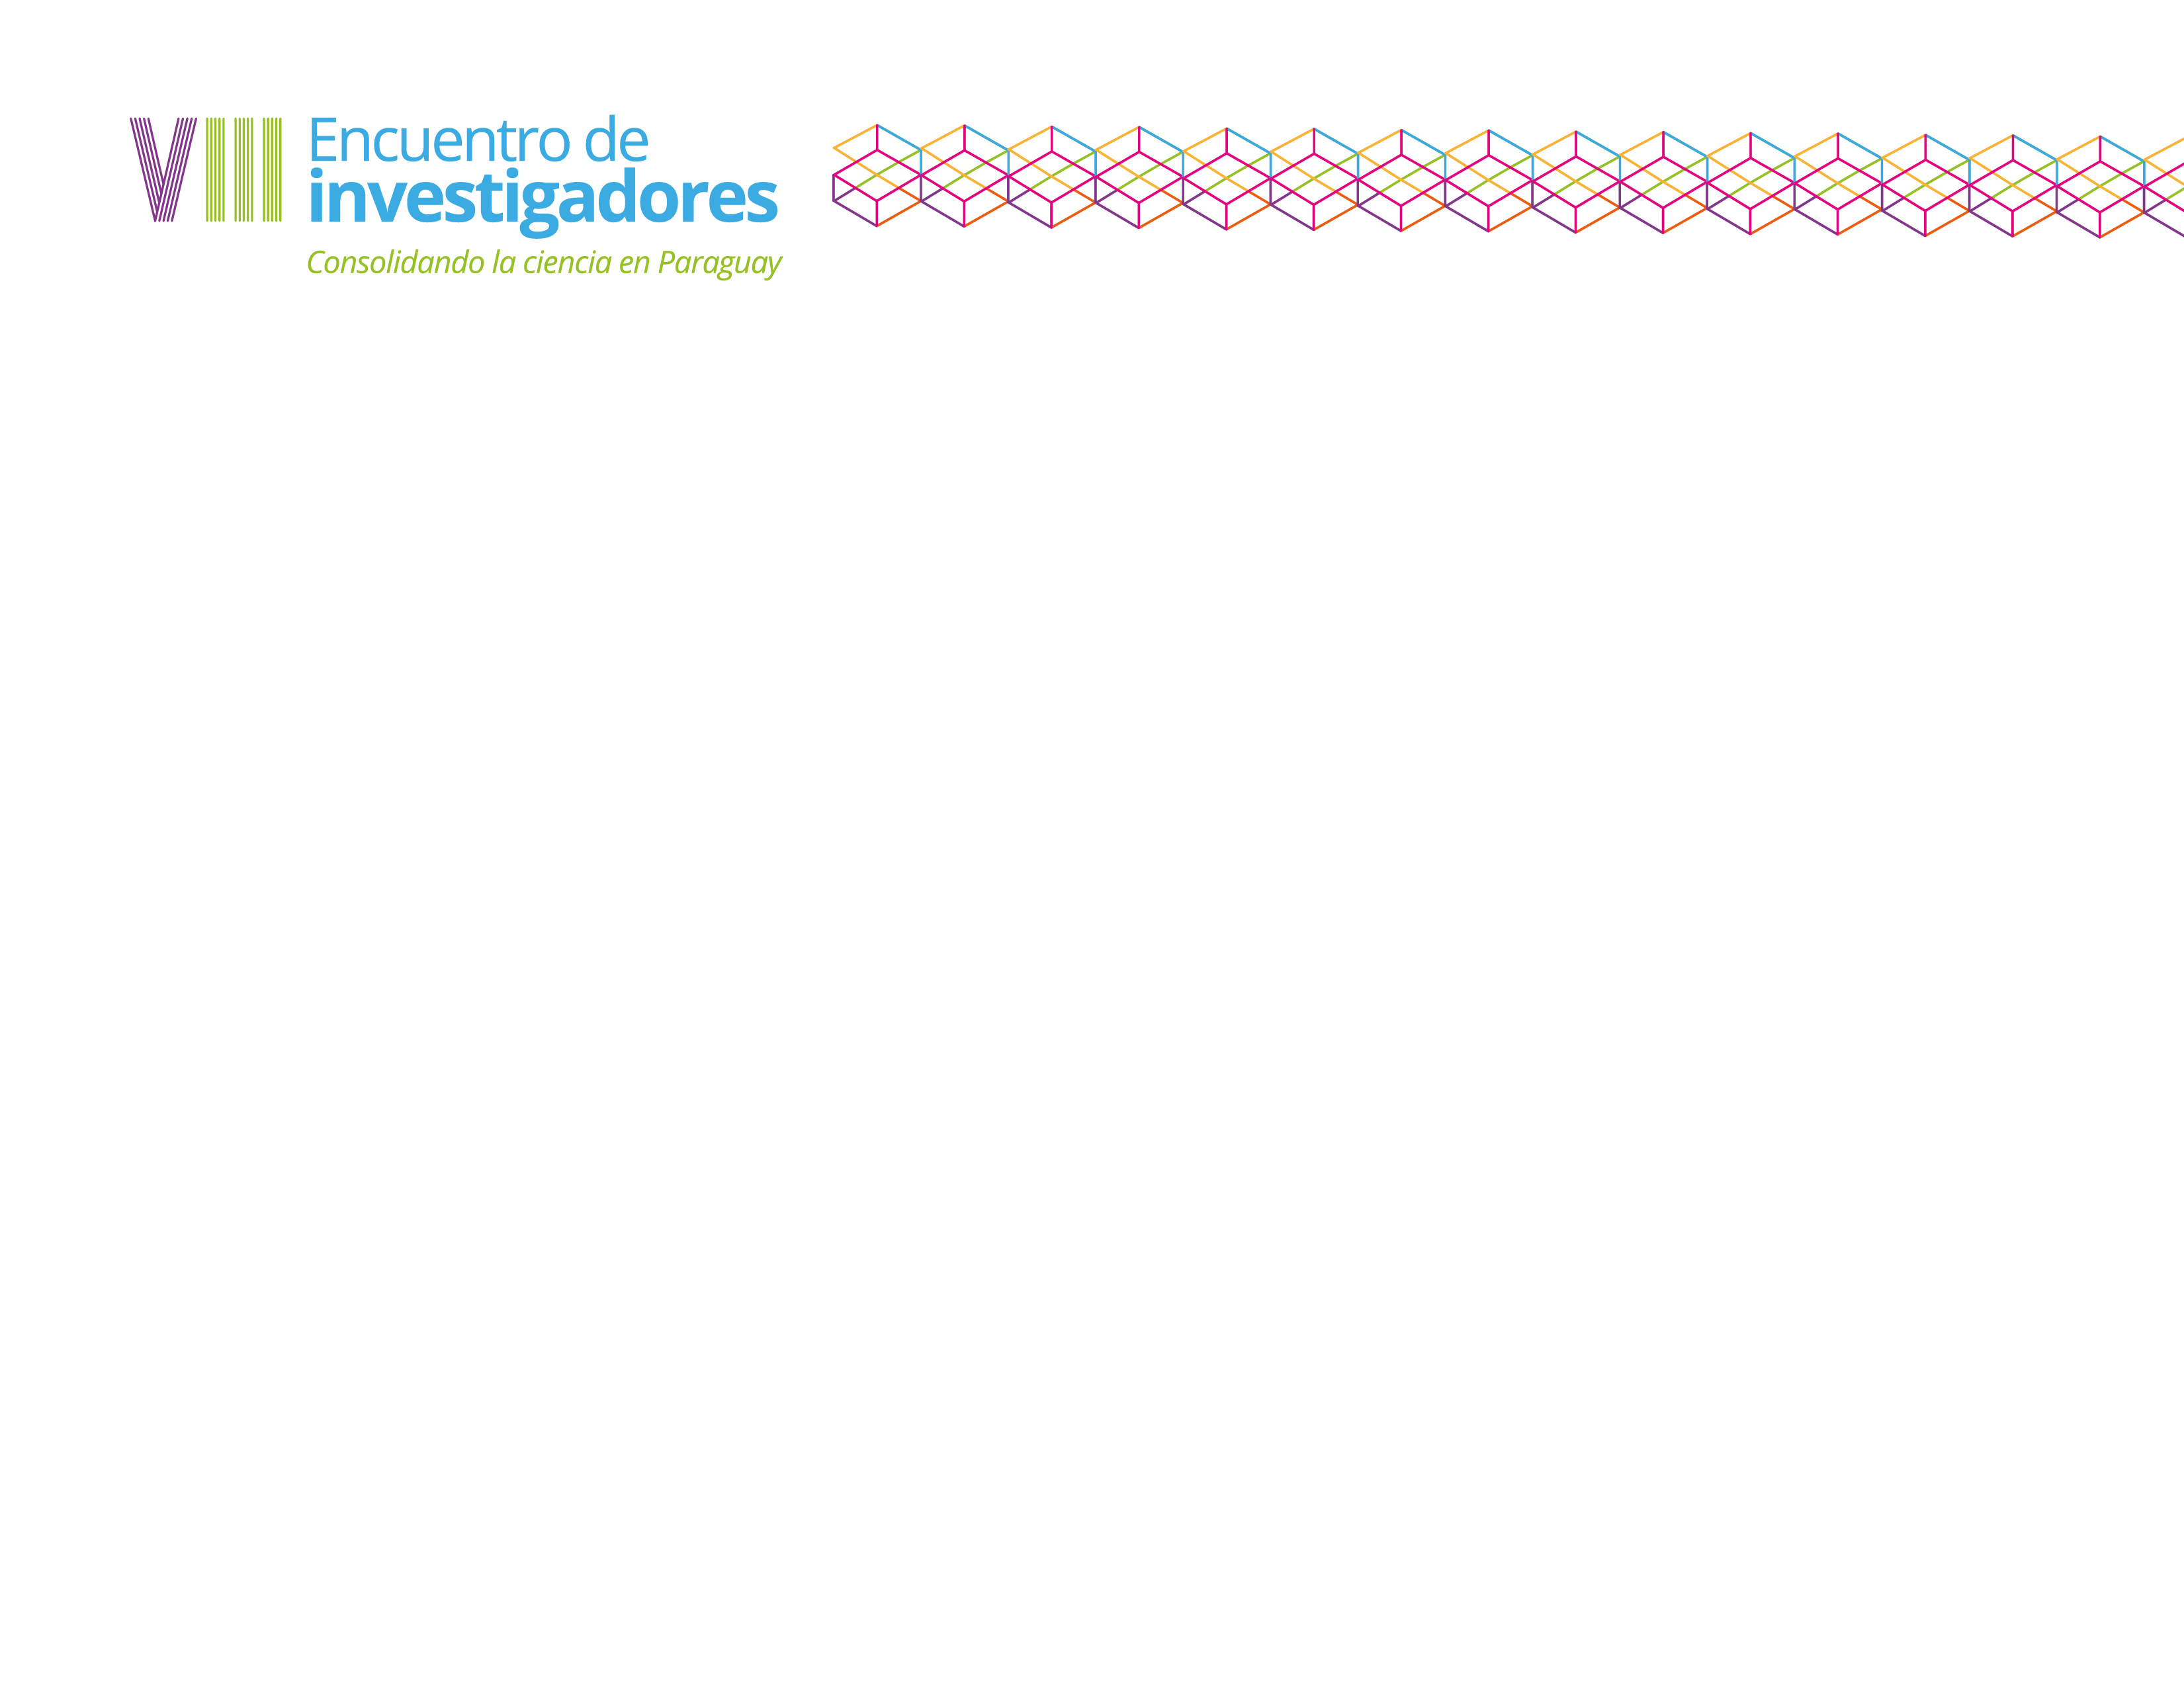 VIII Encuentro de
investigadores
Consolidando la ciencia en Paraguay